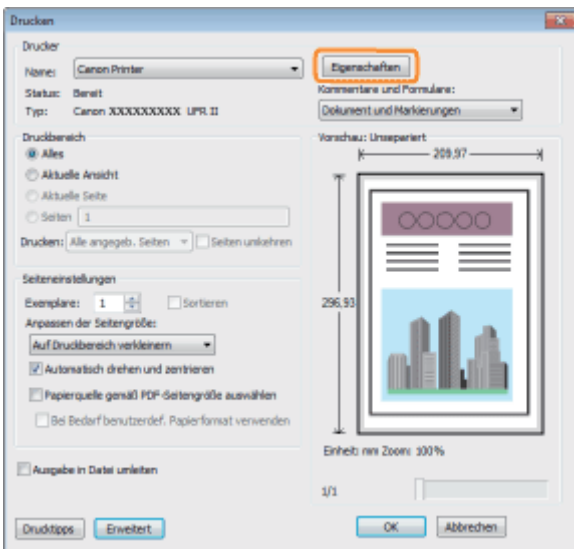 Drucken
Drucker
Name: Canon Printer
Eigenschaften
Status: Bereit
Kommentare und Formulare:
Typ: Canon XXXXXXXXX UFR II
Dokument und Markierungen
Druckbereich
Vorschau: Unsepariert
Alles
209,97
Aktuelle Ansicht
Aktuelle Seite
Seiten 1
Drucken: Alle angegeb. Seiten Seiten umkehren
Seiteneinstellungen
Exemplare: 1 Sortieren
296,93
Anpassen der Seitengröße:
Auf Druckbereich verkleinern
Automatisch drehen und zentrieren
Papierquelle gemäß PDF-Seitengröße auswählen
Bei Bedarf benutzerdef. Papierformat verwenden
Einheit: mm Zoom: 100%
Ausgabe in Datei umleiten
1/1
Drucktipps Erweitert OK Abbrechen